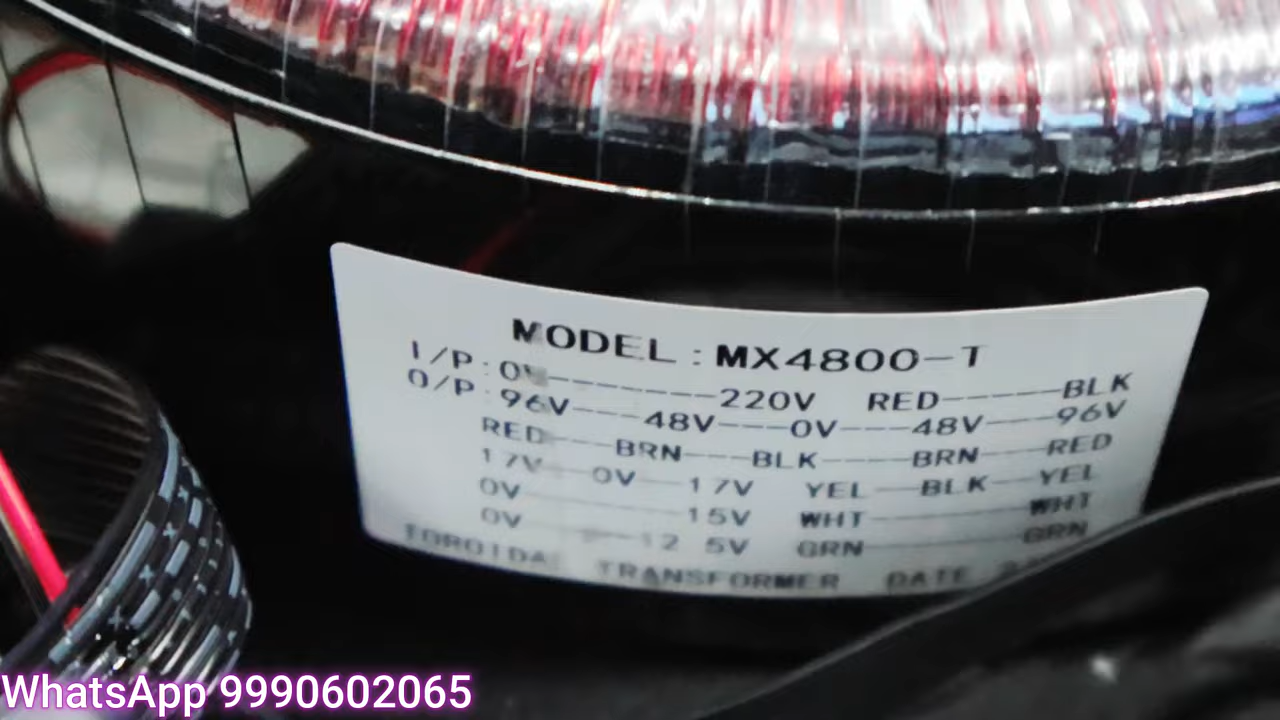 MODEL : MX4800-T
I/P : 0V----------220V RED------BLK
O/P : 96V----48V----0V----48V----96V
RED----BRN----BLK-----BRN----RED
17V---0V---17V YEL---BLK---YEL
0V 15V WHT----------WHT
0V 12.5V GRN----------GRN
TOROIDAL TRANSFORMER DATE
WhatsApp 9990602065